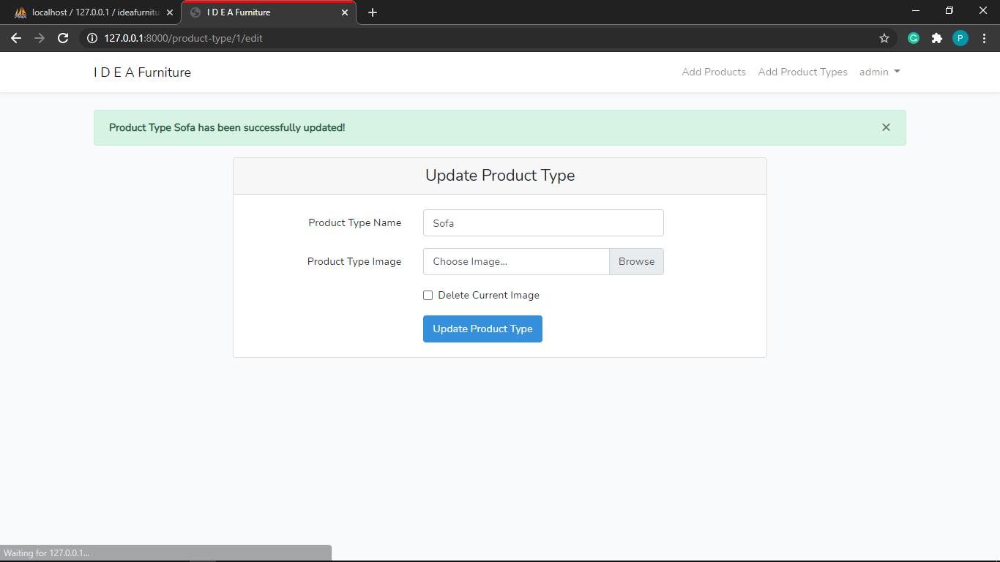 localhost / 127.0.0.1 / ideafurnitu
I D E A Furniture
127.0.0.1:8000/product-type/1/edit
G
P
I D E A Furniture
Add Products
Add Product Types
admin
Product Type Sofa has been successfully updated!
Update Product Type
Product Type Name
Sofa
Product Type Image
Choose Image...
Browse
Delete Current Image
Update Product Type
Waiting for 127.0.0.1...